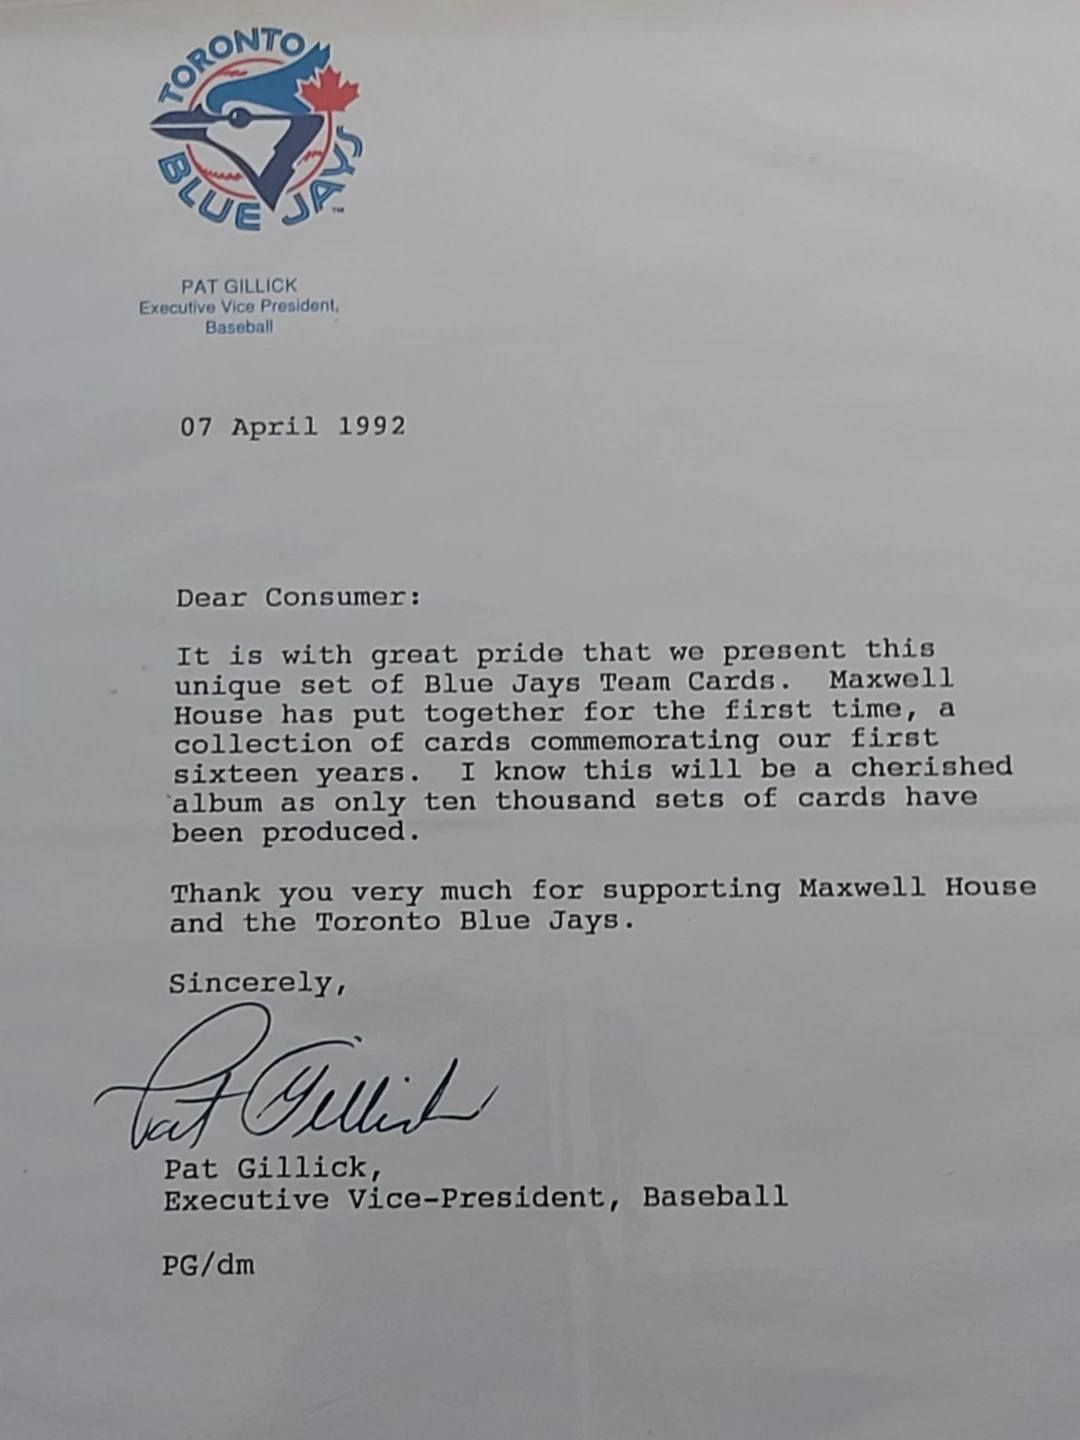 TORONTO
BLUE JAYS
™
PAT GILLICK
Executive Vice President,
Baseball
07 April 1992
Dear Consumer:
It is with great pride that we present this
unique set of Blue Jays Team Cards. Maxwell
House has put together for the first time, a
collection of cards commemorating our first
sixteen years. I know this will be a cherished
album as only ten thousand sets of cards have
been produced.
Thank you very much for supporting Maxwell House
and the Toronto Blue Jays.
Sincerely,
Pat Gillick
Pat Gillick,
Executive Vice-President, Baseball
PG/dm